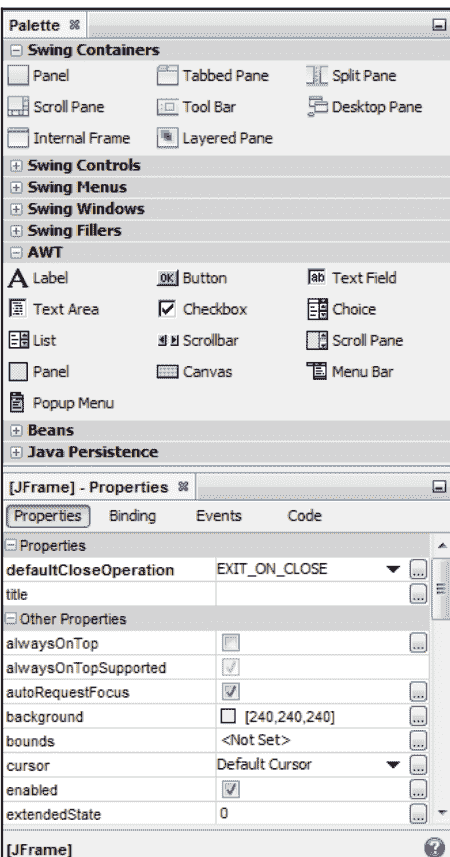 Palette
Swing Containers
Panel Tabbed Pane Split Pane
Scroll Pane Tool Bar Desktop Pane
Internal Frame Layered Pane
Swing Controls
Swing Menus
Swing Windows
Swing Fillers
AWT
A Label OK Button ab Text Field
Text Area Checkbox Choice
List Scrollbar Scroll Pane
Panel Canvas Menu Bar
Popup Menu
Beans
Java Persistence
[JFrame] - Properties
Properties Binding Events Code
Properties
defaultCloseOperation EXIT_ON_CLOSE ...
title ...
Other Properties
alwaysOnTop ...
alwaysOnTopSupported
autoRequestFocus ...
background [240,240,240] ...
bounds <Not Set> ...
cursor Default Cursor ...
enabled ...
extendedState 0 ...
[JFrame] ?